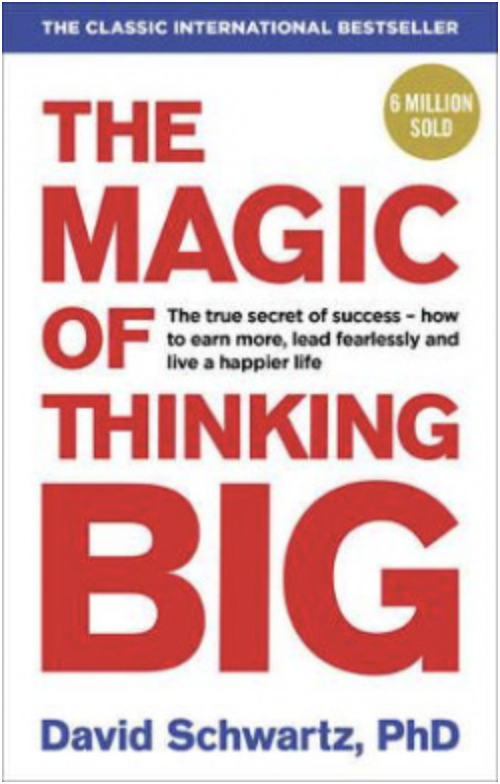 THE CLASSIC INTERNATIONAL BESTSELLER
6 MILLION
SOLD
THE
MAGIC
OF
The true secret of success – how
to earn more, lead fearlessly and
live a happier life
THINKING
BIG
David Schwartz, PhD